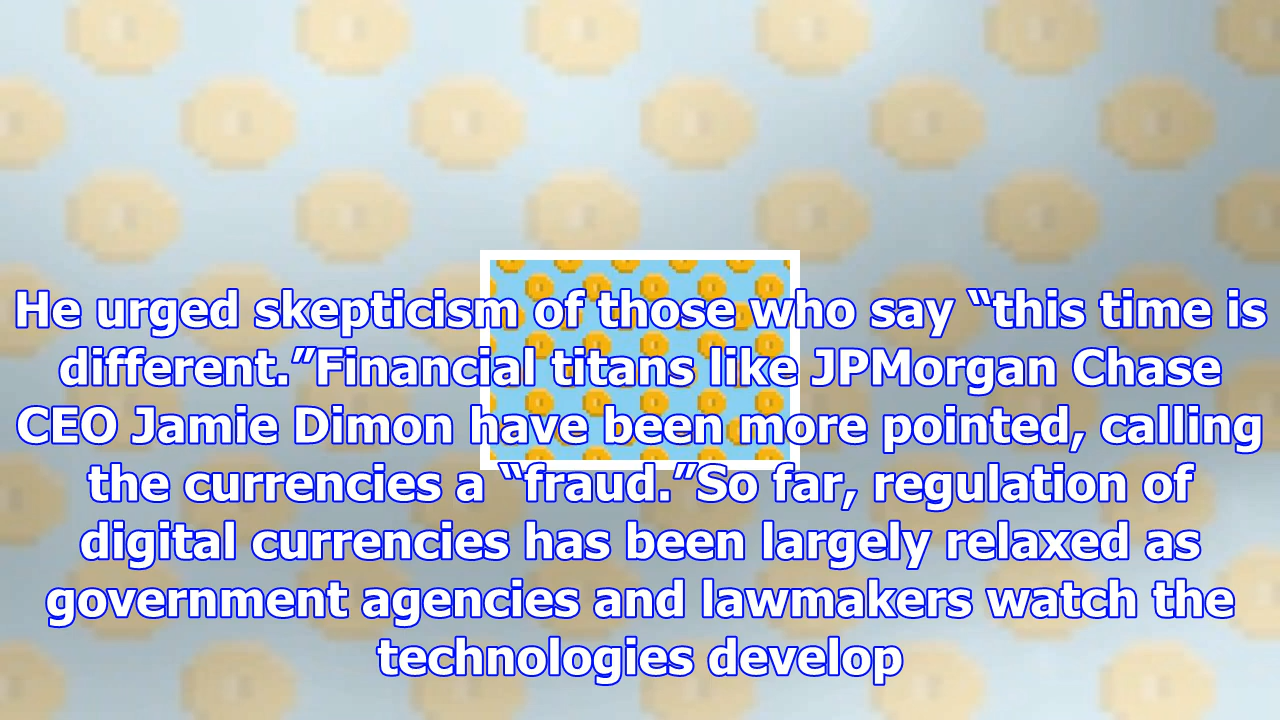 He urged skepticism of those who say “this time is
different.”Financial titans like JPMorgan Chase
CEO Jamie Dimon have been more pointed, calling
the currencies a “fraud.”So far, regulation of
digital currencies has been largely relaxed as
government agencies and lawmakers watch the
technologies develop